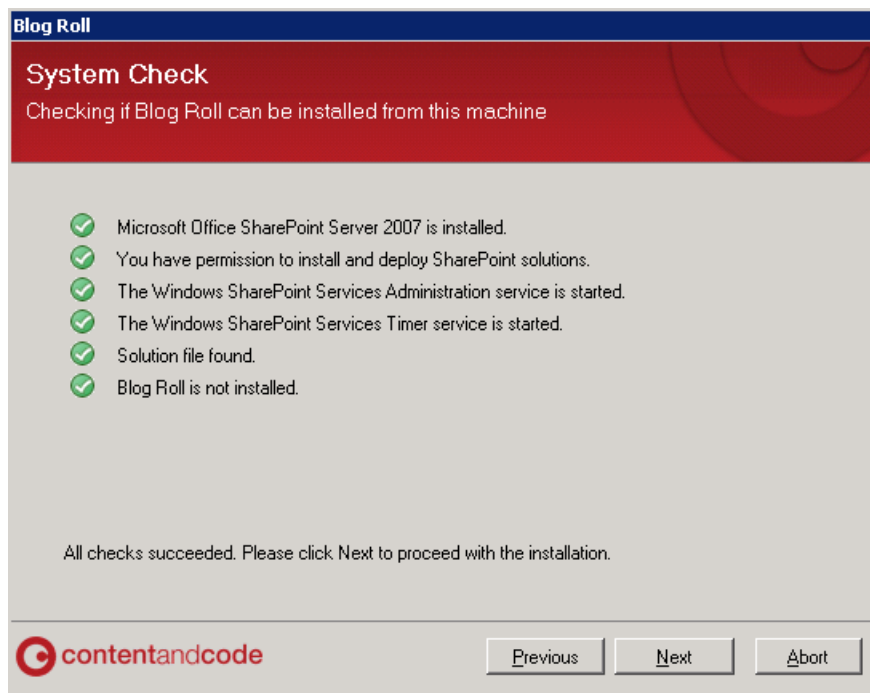 Blog Roll
System Check
Checking if Blog Roll can be installed from this machine
Microsoft Office SharePoint Server 2007 is installed.
You have permission to install and deploy SharePoint solutions.
The Windows SharePoint Services Administration service is started.
The Windows SharePoint Services Timer service is started.
Solution file found.
Blog Roll is not installed.
All checks succeeded. Please click Next to proceed with the installation.
contentandcode
Previous
Next
Abort